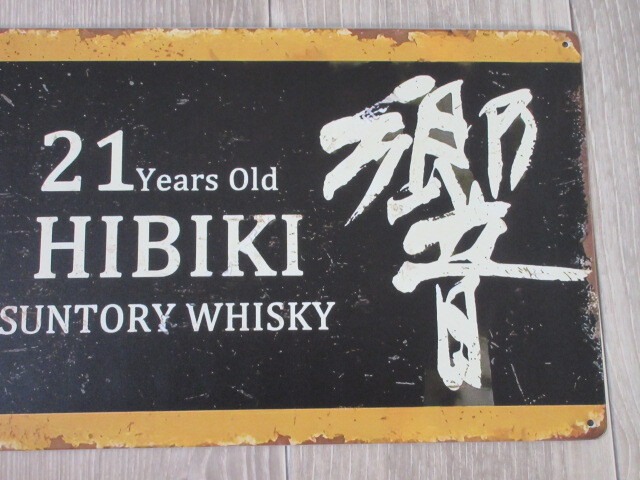 21 Years Old
HIBIKI
SUNTORY WHISKY
響